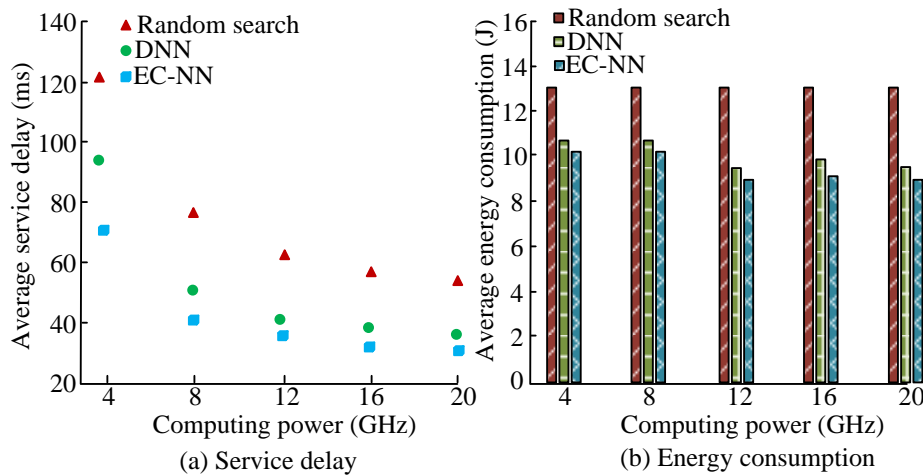 Average service delay (ms)
140
120
100
80
60
40
20
Random search
DNN
EC-NN
4 8 12 16 20
Computing power (GHz)
(a) Service delay
Average energy consumption (J)
16
14
12
10
8
6
4
2
0
Random search
DNN
EC-NN
4 8 12 16 20
Computing power (GHz)
(b) Energy consumption